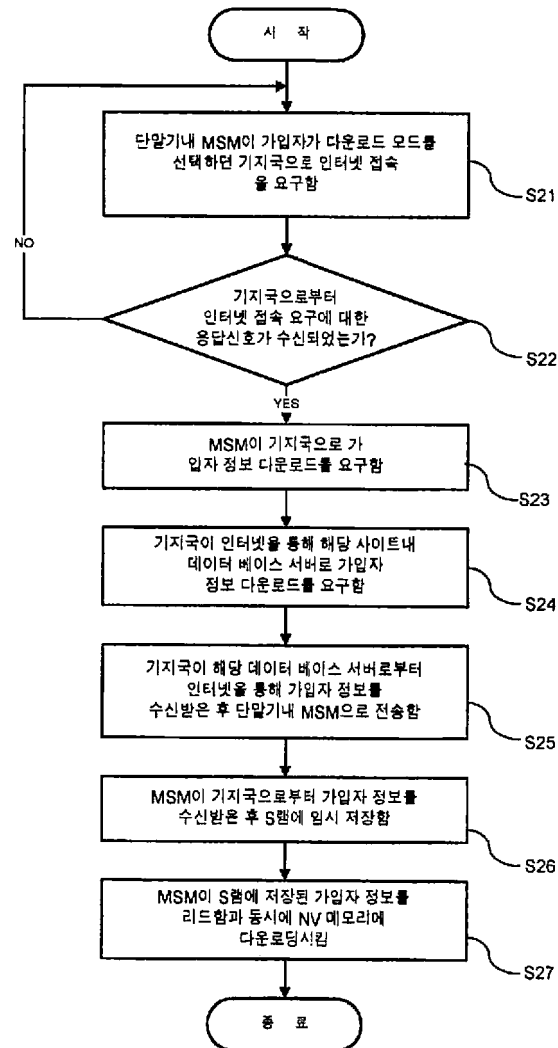 시 작
단말기내 MSM이 가입자가 다운로드 모드를
선택하면 기지국으로 인터넷 접속
을 요구함
S21
NO
기지국으로부터
인터넷 접속 요구에 대한
응답신호가 수신되었는가?
S22
YES
MSM이 기지국으로 가
입자 정보 다운로드를 요구함
S23
기지국이 인터넷을 통해 해당 사이트내
데이터 베이스 서버로 가입자
정보 다운로드를 요구함
S24
기지국이 해당 데이터 베이스 서버로부터
인터넷을 통해 가입자 정보를
수신받은 후 단말기내 MSM으로 전송함
S25
MSM이 기지국으로부터 가입자 정보를
수신받은 후 S램에 임시 저장함
S26
MSM이 S램에 저장된 가입자 정보를
리드함과 동시에 NV 메모리에
다운로딩시킴
S27
종 료